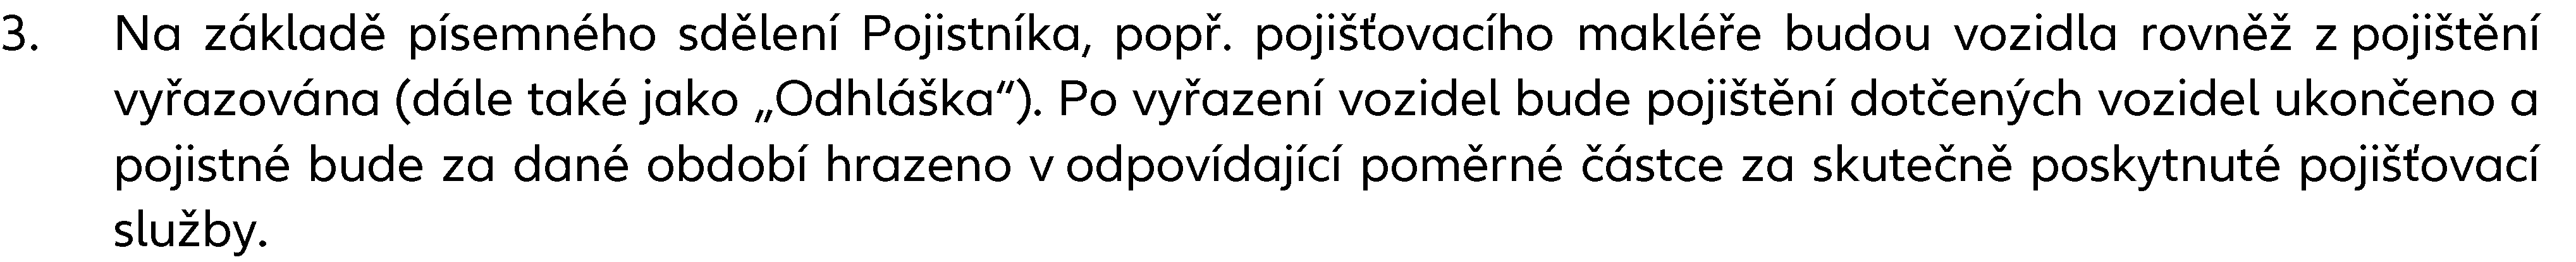 3. Na základě písemného sdělení Pojistníka, popř. pojišťovacího makléře budou vozidla rovněž z pojištění
vyřazována (dále také jako „Odhláška“). Po vyřazení vozidel bude pojištění dotčených vozidel ukončeno a
pojistné bude za dané období hrazeno v odpovídající poměrné částce za skutečně poskytnuté pojišťovací
služby.